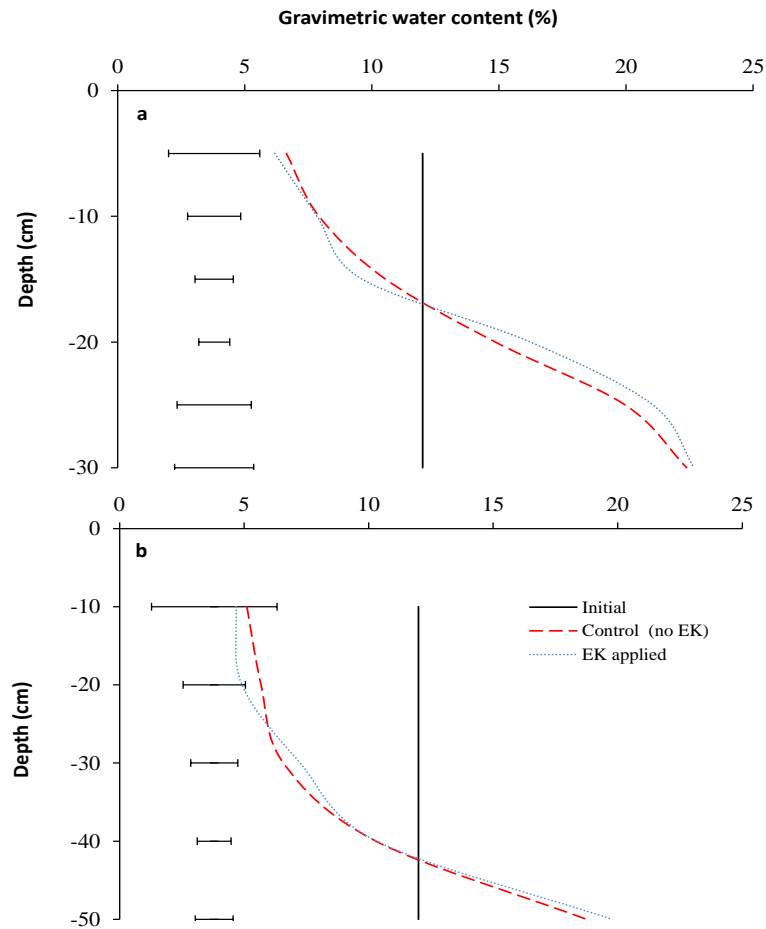 Gravimetric water content (%)
0 5 10 15 20 25
0
a
-10
Depth (cm)
-20
-30
0 5 10 15 20 25
0
b
-10
Initial
Control (no EK)
EK applied
-20
Depth (cm)
-30
-40
-50